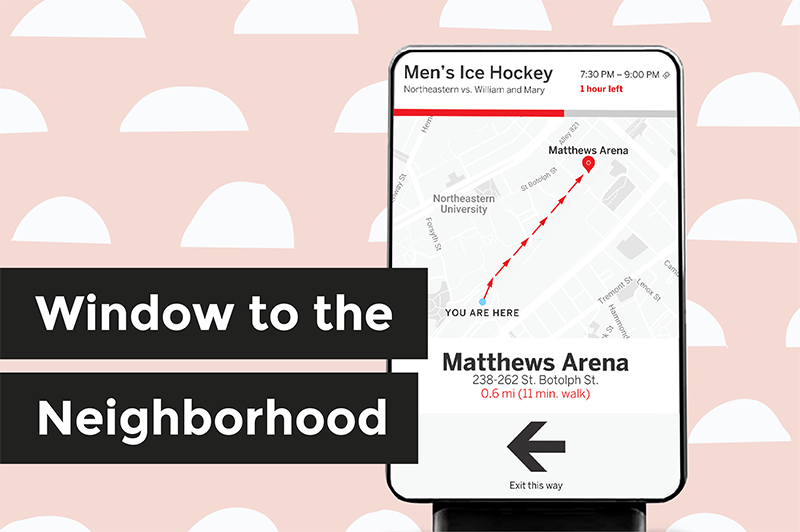 Men's Ice Hockey
7:30 PM – 9:00 PM
Northeastern vs. William and Mary
1 hour left
Alley 821
Matthews Arena
St Botolph St
Northeastern
University
Forsyth St
YOU ARE HERE
Tremont St
Lenox St
Window to the
Neighborhood
Matthews Arena
238-262 St. Botolph St.
0.6 mi (11 min. walk)
Exit this way